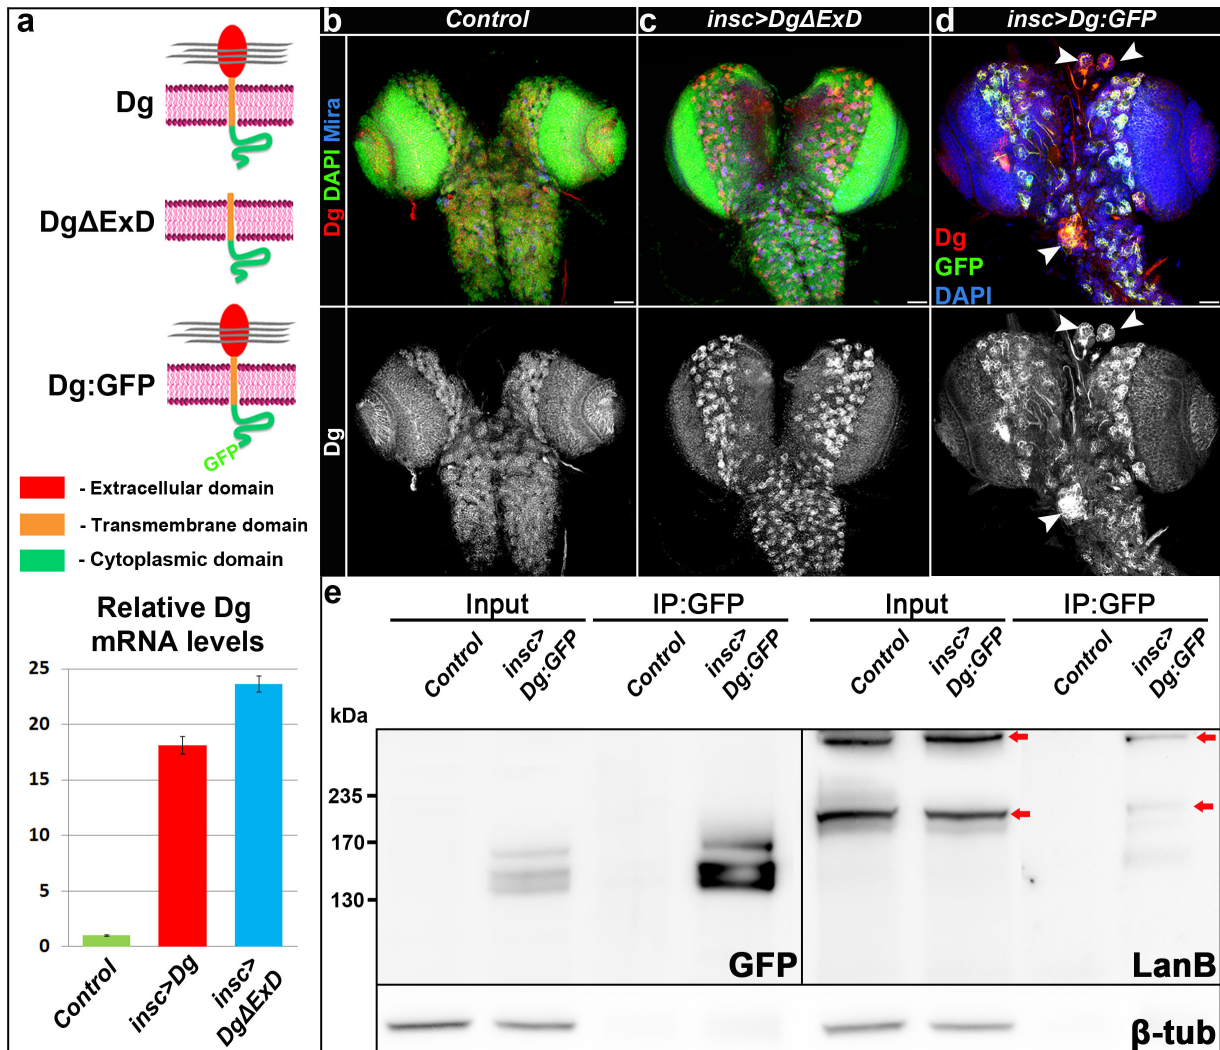 a
Dg
DgΔExD
Dg:GFP
GFP
- Extracellular domain
- Transmembrane domain
- Cytoplasmic domain
Relative Dg
mRNA levels
25
20
15
10
5
0
Control
insc>Dg
insc>
DgΔExD
b
Control
c
insc>DgΔExD
d
insc>Dg:GFP
Dg DAPI Mira
Dg
GFP
DAPI
Dg
e
Input
IP:GFP
Input
IP:GFP
Control
insc>
Dg:GFP
Control
insc>
Dg:GFP
Control
insc>
Dg:GFP
Control
insc>
Dg:GFP
kDa
235
170
130
GFP
LanB
β-tub